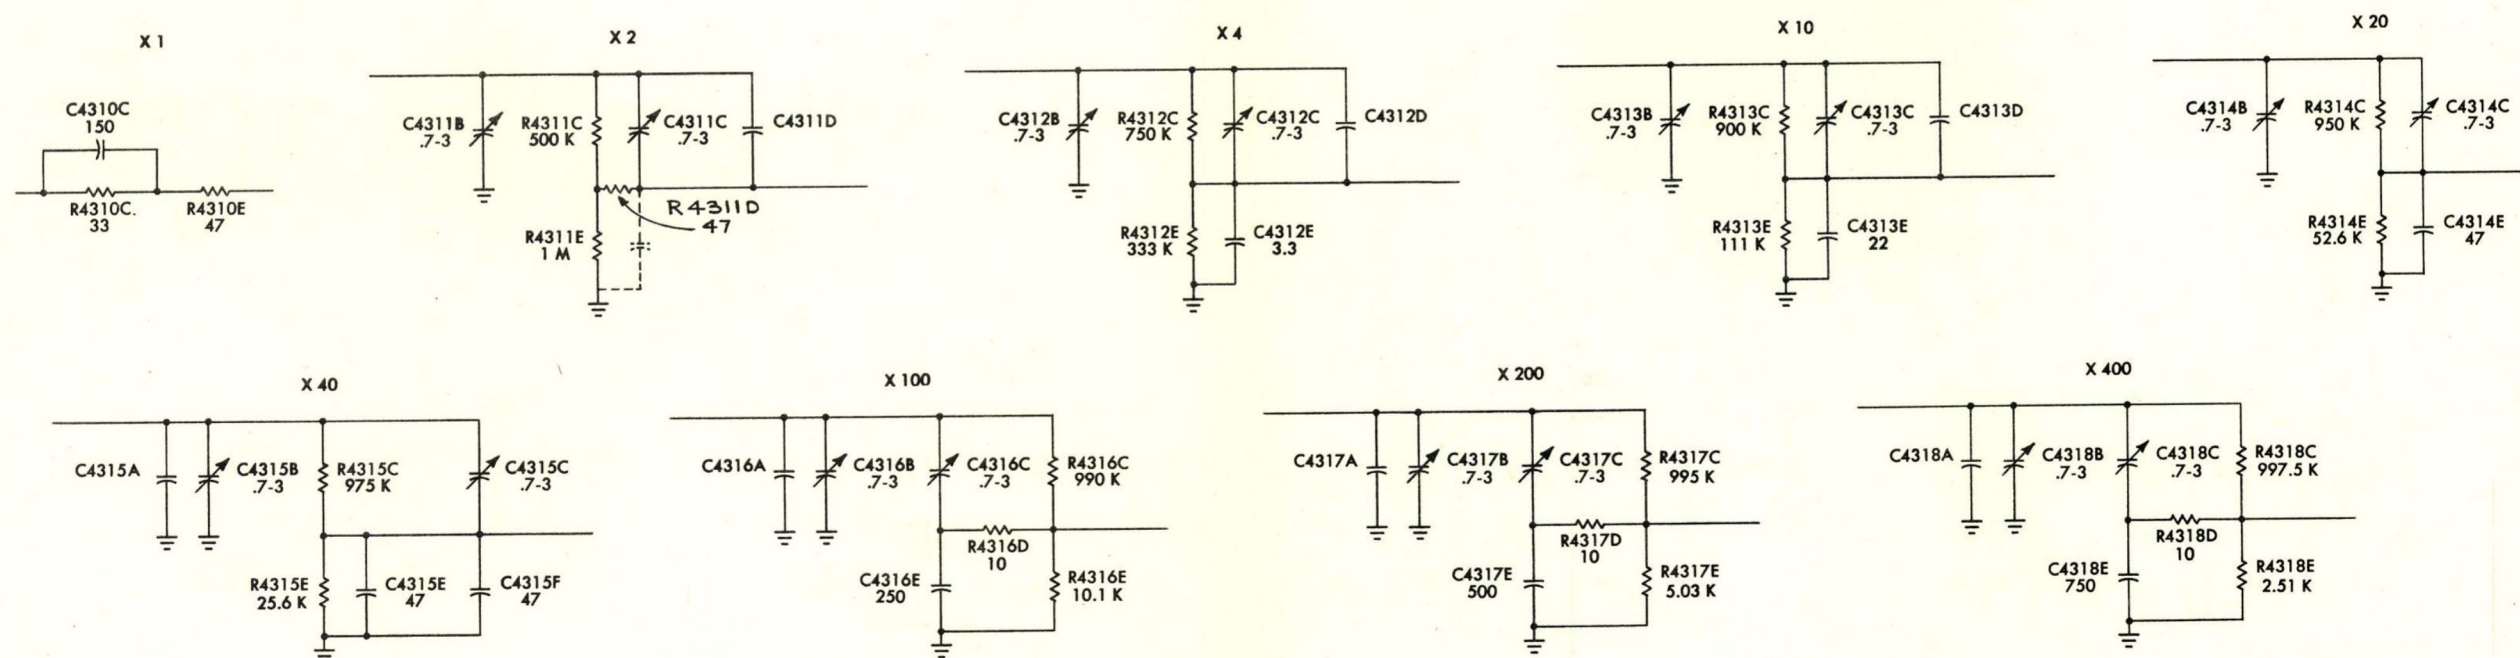 X 1
C4310C
150
R4310C.
33
R4310E
47
X 2
C4311B
.7-3
R4311C
500 K
C4311C
.7-3
C4311D
R4311D
47
R4311E
1 M
X 4
C4312B
.7-3
R4312C
750 K
C4312C
.7-3
C4312D
R4312E
333 K
C4312E
3.3
X 10
C4313B
.7-3
R4313C
900 K
C4313C
.7-3
C4313D
R4313E
111 K
C4313E
22
X 20
C4314B
.7-3
R4314C
950 K
C4314C
.7-3
R4314E
52.6 K
C4314E
47
X 40
C4315A
C4315B
.7-3
R4315C
975 K
C4315C
.7-3
R4315E
25.6 K
C4315E
47
C4315F
47
X 100
C4316A
C4316B
.7-3
C4316C
.7-3
R4316C
990 K
R4316D
10
C4316E
250
R4316E
10.1 K
X 200
C4317A
C4317B
.7-3
C4317C
.7-3
R4317C
995 K
R4317D
10
C4317E
500
R4317E
5.03 K
X 400
C4318A
C4318B
.7-3
C4318C
.7-3
R4318C
997.5 K
R4318D
10
C4318E
750
R4318E
2.51 K